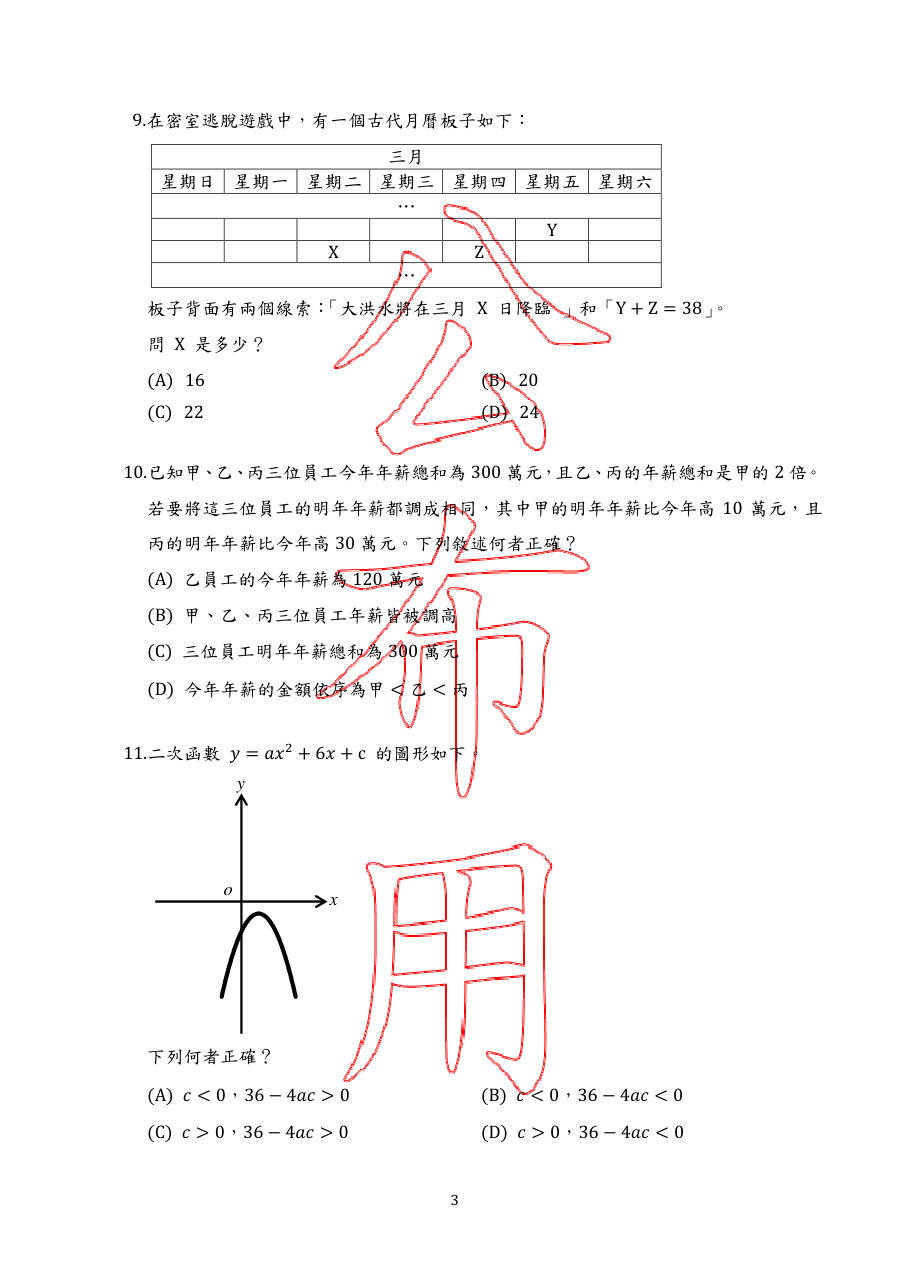 9.在密室逃脫遊戲中，有一個古代月曆板子如下：
三月
星期日 星期一 星期二 星期三 星期四 星期五 星期六
⋯
Y
X Z
⋯
板子背面有兩個線索：「大洪水將在三月 X 日降臨 」和「Y + Z = 38」。
問 X 是多少？
(A) 16 (B) 20
(C) 22 (D) 24
10.已知甲、乙、丙三位員工今年年薪總和為 300 萬元，且乙、丙的年薪總和是甲的 2 倍。
若要將這三位員工的明年年薪都調成相同，其中甲的明年年薪比今年高 10 萬元，且
丙的明年年薪比今年高 30 萬元。下列敘述何者正確？
(A) 乙員工的今年年薪為 120 萬元
(B) 甲、乙、丙三位員工年薪皆被調高
(C) 三位員工明年年薪總和為 300 萬元
(D) 今年年薪的金額依序為甲 < 乙 < 丙
11.二次函數 y = ax² + 6x + c 的圖形如下。
y
o
x
下列何者正確？
(A) c < 0，36 − 4ac > 0 (B) c < 0，36 − 4ac < 0
(C) c > 0，36 − 4ac > 0 (D) c > 0，36 − 4ac < 0
3
公
布
用